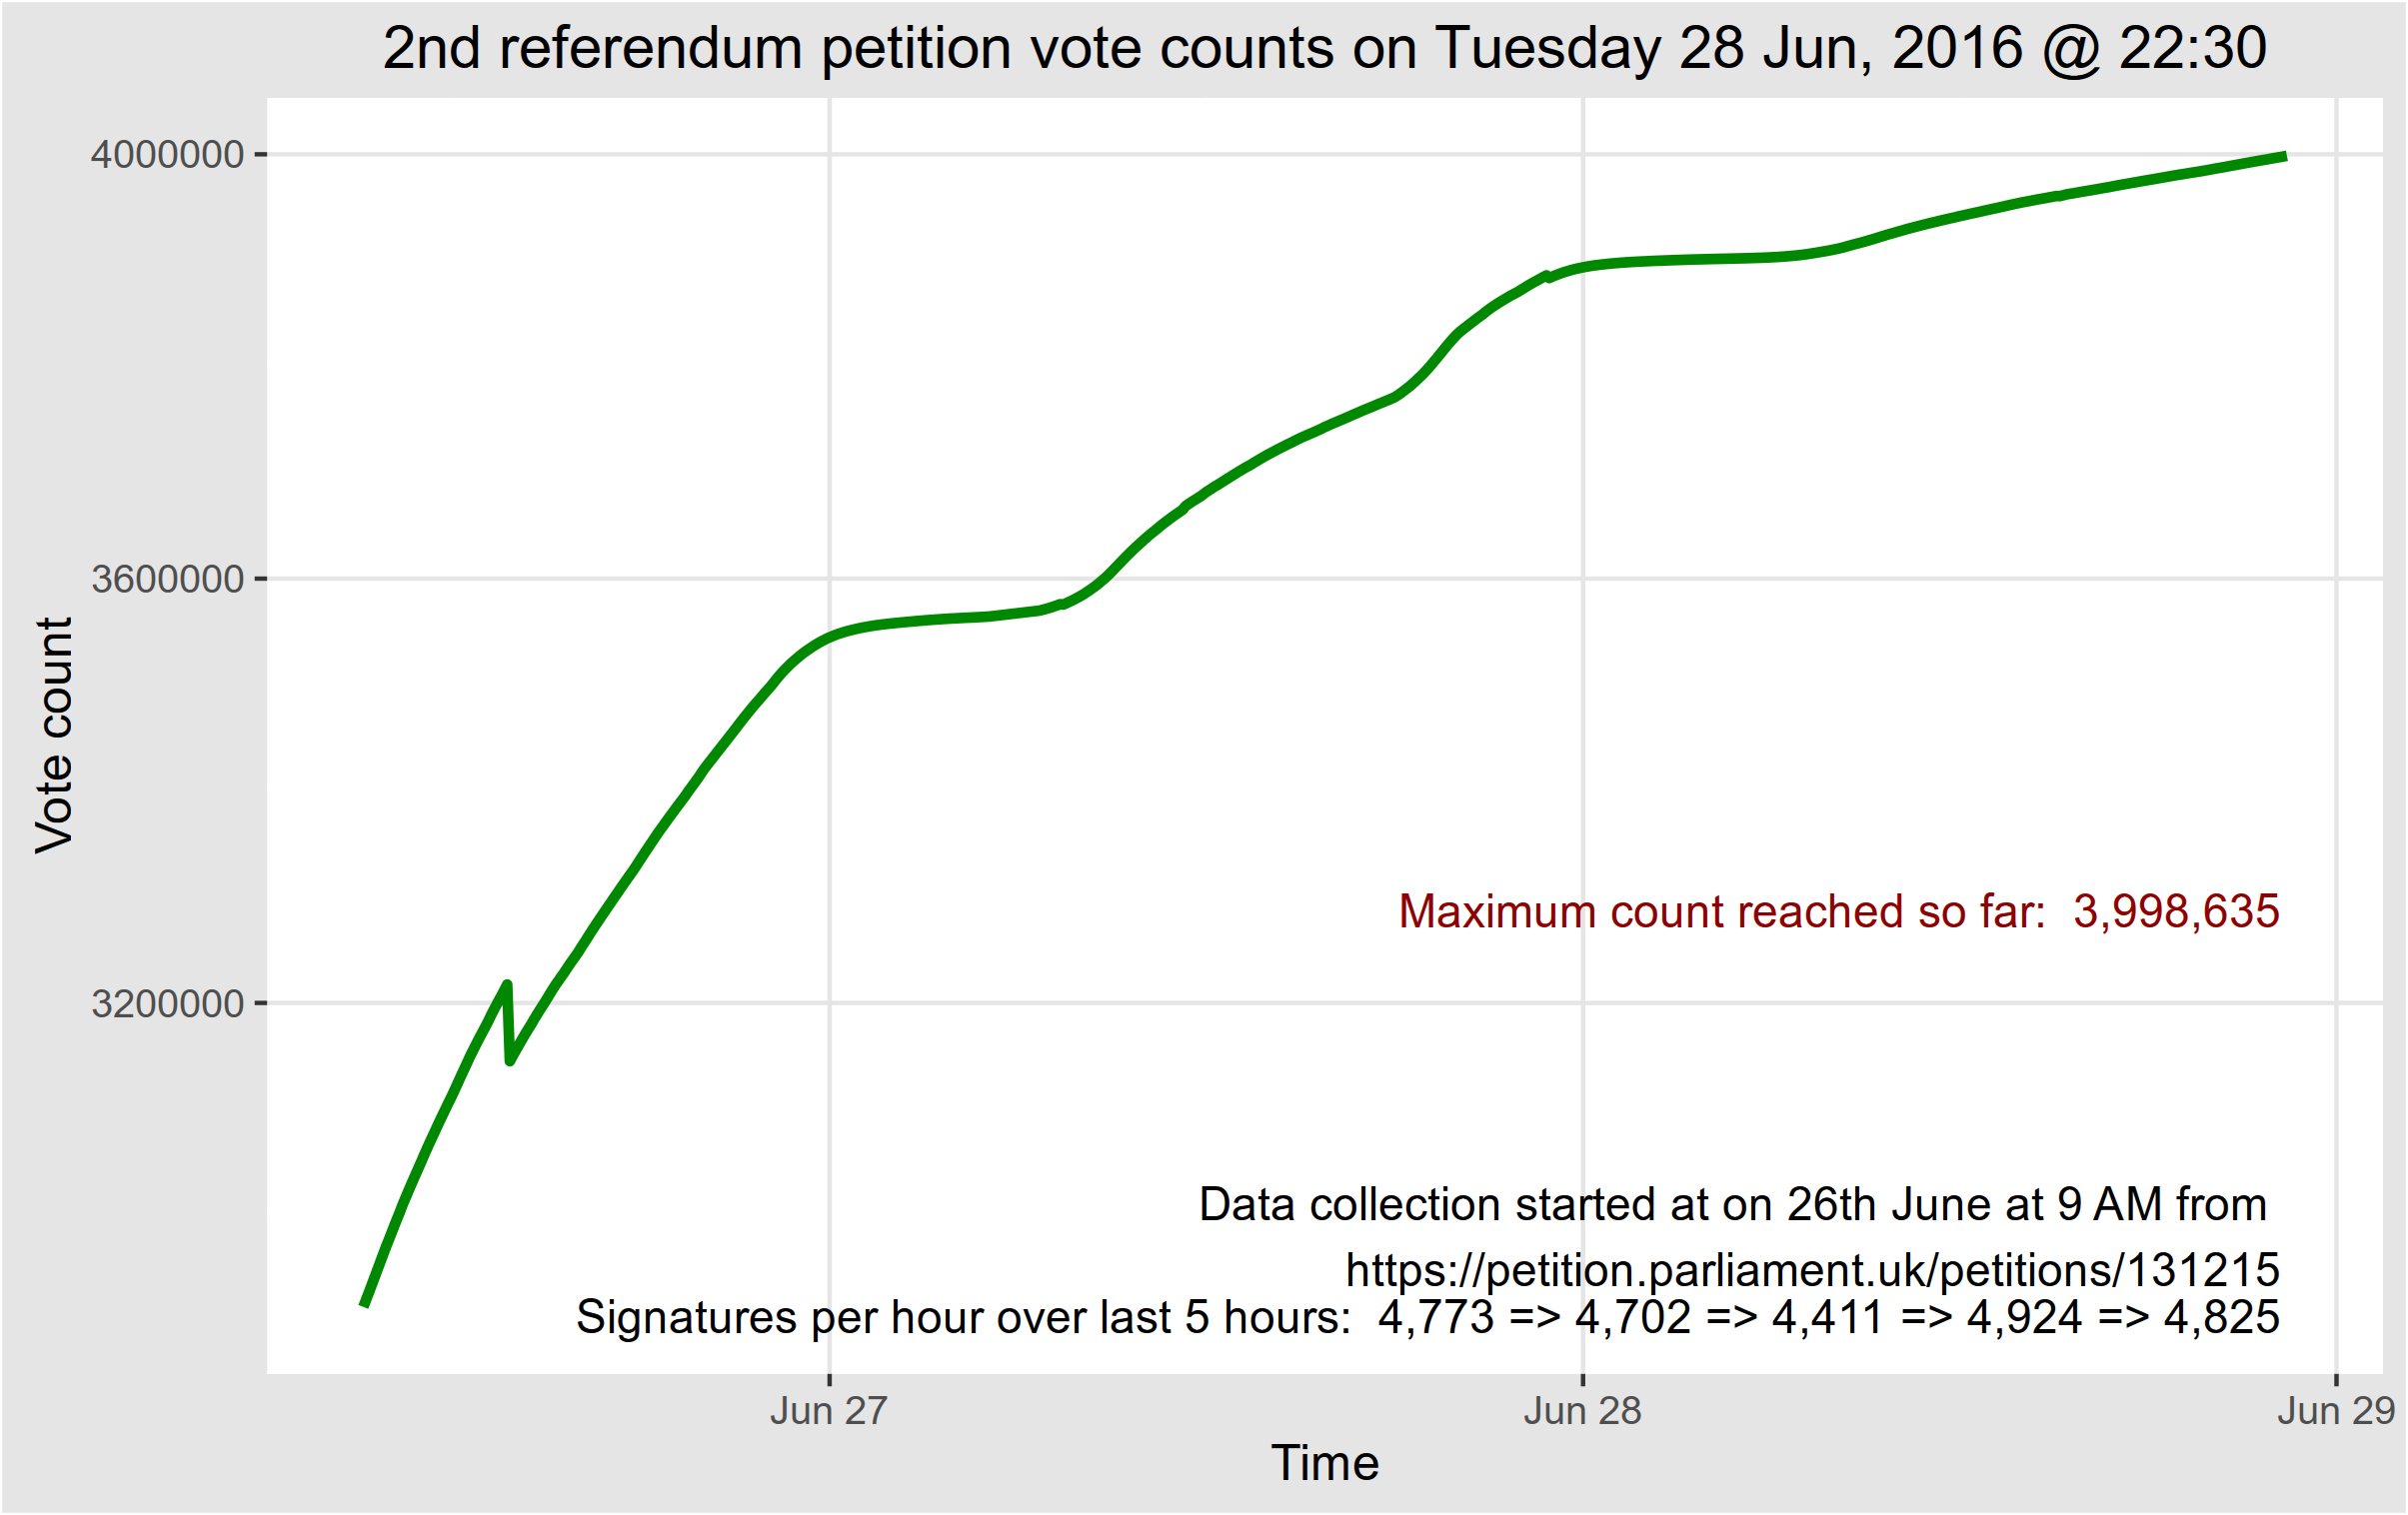 2nd referendum petition vote counts on Tuesday 28 Jun, 2016 @ 22:30
4000000
3600000
3200000
Vote count
Maximum count reached so far:  3,998,635
Data collection started at on 26th June at 9 AM from
https://petition.parliament.uk/petitions/131215
Signatures per hour over last 5 hours:  4,773 => 4,702 => 4,411 => 4,924 => 4,825
Jun 27
Jun 28
Jun 29
Time